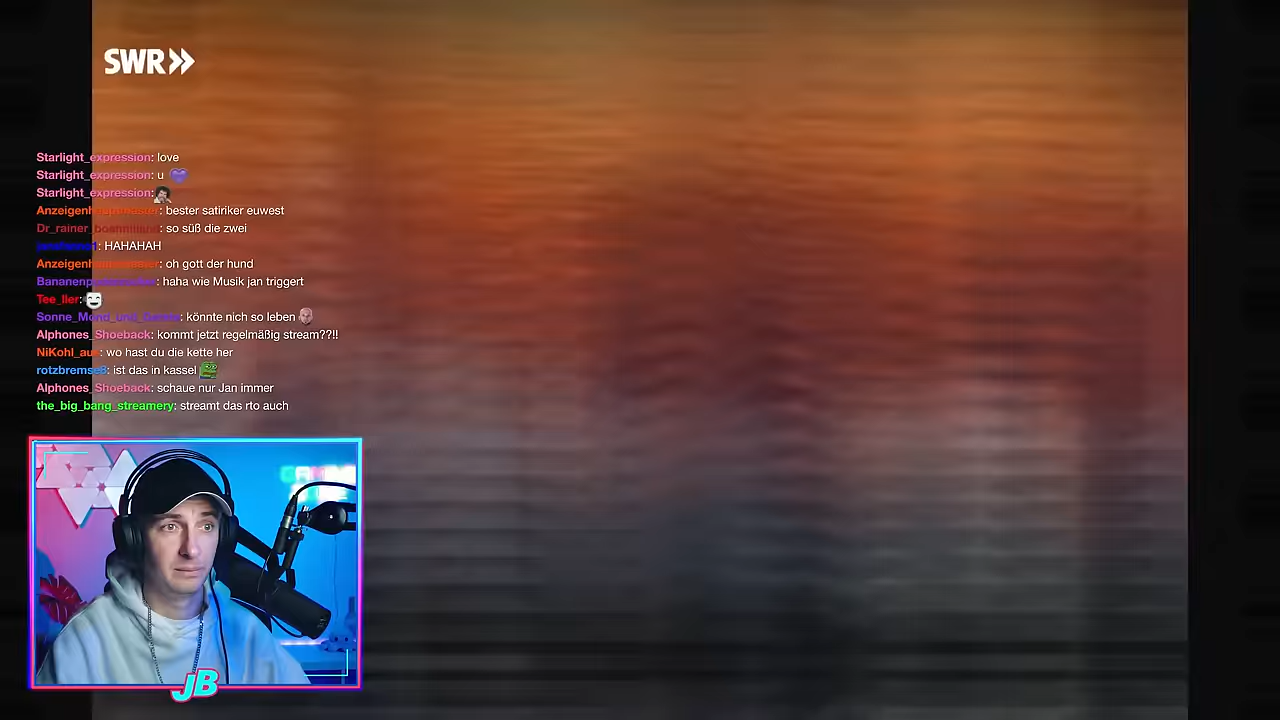 SWR
Starlight_expression: love
Starlight_expression: u
Starlight_expression:
: bester satiriker euwest
: so süß die zwei
: HAHAHAH
: oh gott der hund
: haha wie Musik jan triggert
Tee_Iler:
: könnte nich so leben
Alphones_Shoeback: kommt jetzt regelmäßig stream??!!
: wo hast du die kette her
: ist das in kassel
Alphones_Shoeback: schaue nur Jan immer
the_big_bang_streamery: streamt das rto auch
JB